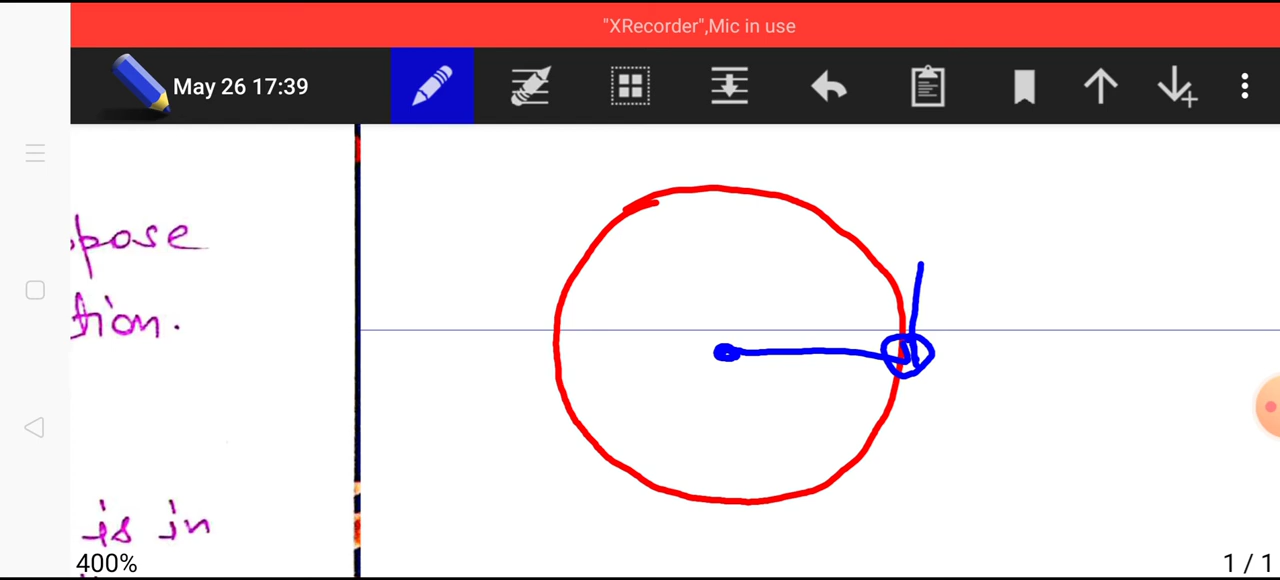 "XRecorder",Mic in use
May 26 17:39
pose
tion.
is in
400%
1 / 1